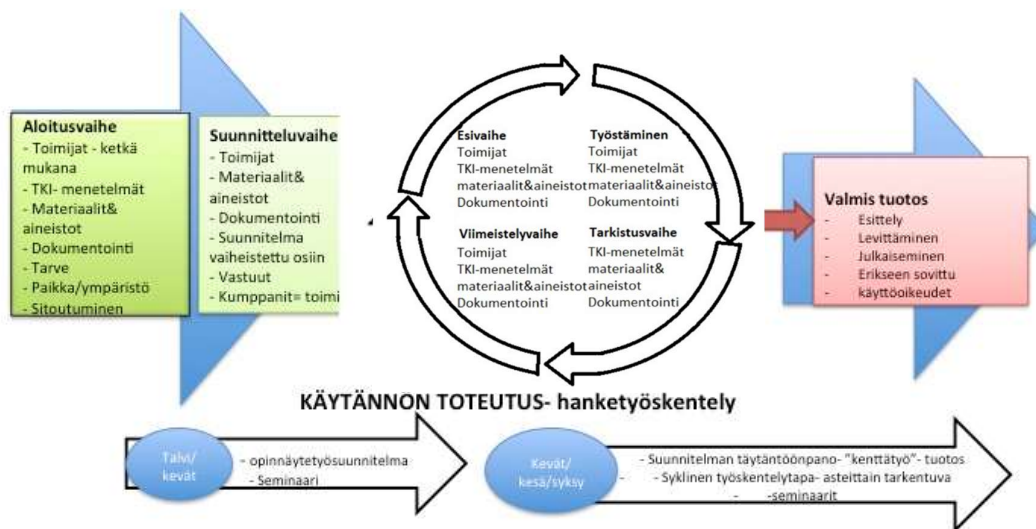 Aloitusvaihe
- Toimijat - ketkä
mukana
- TKI- menetelmät
- Materiaalit&
aineistot
- Dokumentointi
- Tarve
- Paikka/ympäristö
- Sitoutuminen
Suunnitteluvaihe
- Toimijat
- Materiaalit&
aineistot
- Dokumentointi
- Suunnitelma
vaiheistettu osiin
- Vastuut
- Kumppanit= toimi
Esivaihe
Toimijat
TKI-menetelmät
materiaalit&aineistot
Dokumentointi
Työstäminen
Toimijat
TKI-menetelmät
materiaalit&aineistot
Dokumentointi
Viimeistelyvaihe
Toimijat
TKI-menetelmät
materiaalit&aineistot
Dokumentointi
Tarkistusvaihe
TKI-menetelmät
materiaalit&
aineistot
Dokumentointi
Valmis tuotos
- Esittely
- Levittäminen
- Julkaiseminen
- Erikseen sovittu
- käyttöoikeudet
KÄYTÄNNON TOTEUTUS- hanketyöskentely
Talvi/
kevät
- opinnäytetyösuunnitelma
- Seminaari
Kevät/
kesä/syksy
- Suunnitelman täytäntöönpano- "kenttätyö"- tuotos
- - Syklinen työskentelytapa- asteittain tarkentuva
- -seminaarit